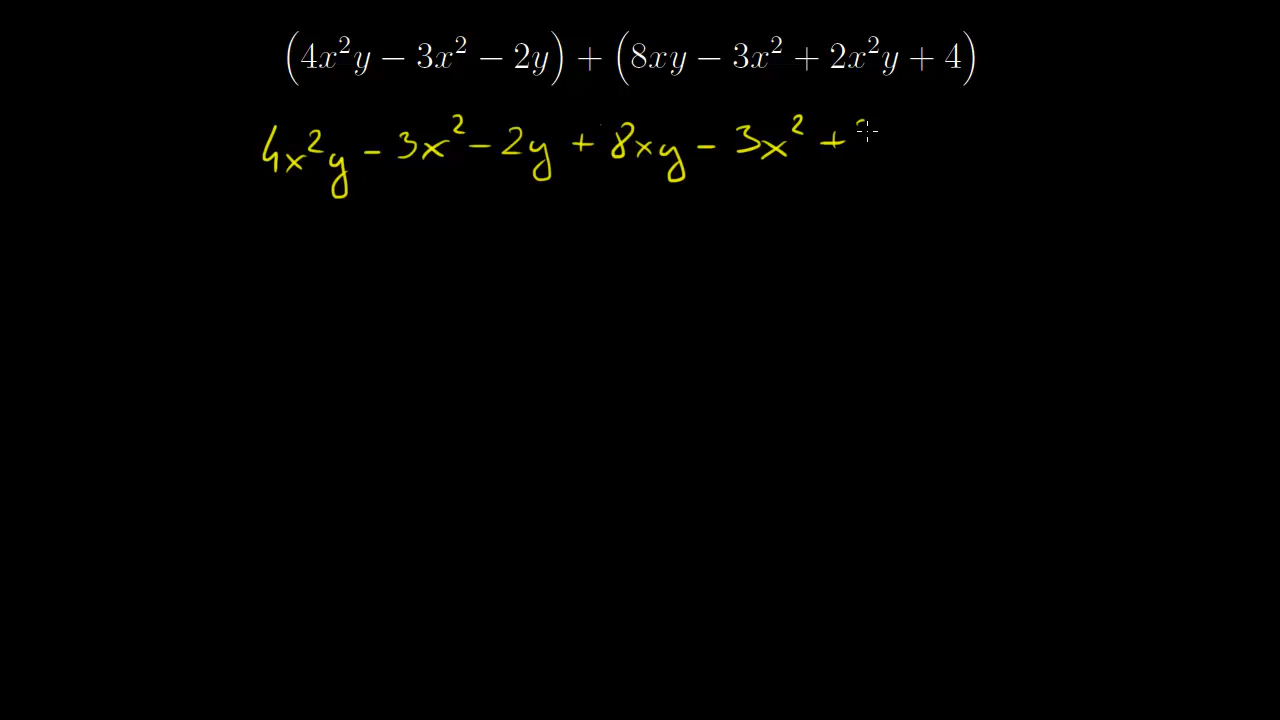 (4x²y − 3x² − 2y) + (8xy − 3x² + 2x²y + 4)
4x²y − 3x² − 2y + 8xy − 3x² +